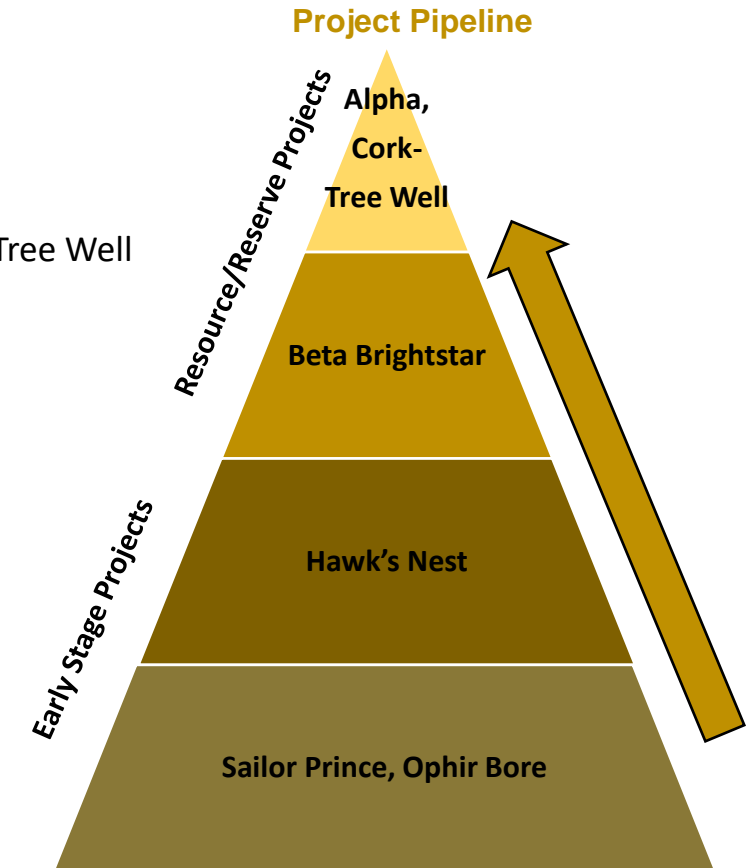 Project Pipeline
Alpha,
Cork-
Tree Well
Resource/Reserve Projects
Tree Well
Beta Brightstar
Hawk’s Nest
Early Stage Projects
Sailor Prince, Ophir Bore